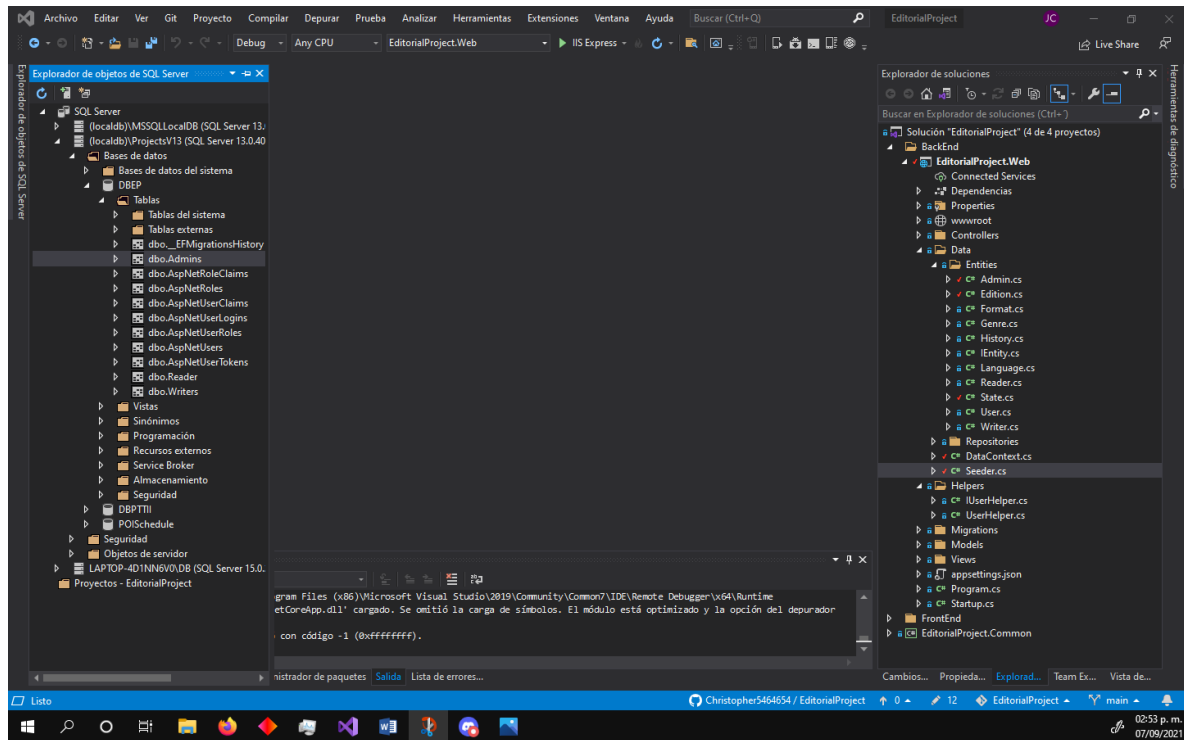 Archivo Editar Ver Git Proyecto Compilar Depurar Prueba Analizar Herramientas Extensiones Ventana Ayuda Buscar (Ctrl+Q) EditorialProject JC
Debug Any CPU EditorialProject.Web IIS Express Live Share
Explorador de objetos de SQL Server
Explorador de objetos de SQL Server
SQL Server
(localdb)\MSSQLLocalDB (SQL Server 13.
(localdb)\ProjectsV13 (SQL Server 13.0.40
Bases de datos
Bases de datos del sistema
DBEP
Tablas
Tablas del sistema
Tablas externas
dbo.__EFMigrationsHistory
dbo.Admins
dbo.AspNetRoleClaims
dbo.AspNetRoles
dbo.AspNetUserClaims
dbo.AspNetUserLogins
dbo.AspNetUserRoles
dbo.AspNetUsers
dbo.AspNetUserTokens
dbo.Reader
dbo.Writers
Vistas
Sinónimos
Programación
Recursos externos
Service Broker
Almacenamiento
Seguridad
DBPTTII
POISchedule
Seguridad
Objetos de servidor
LAPTOP-4D1NN6V0\DB (SQL Server 15.0.
Proyectos - EditorialProject
gram Files (x86)\Microsoft Visual Studio\2019\Community\Common7\IDE\Remote Debugger\x64\Runtime
etCoreApp.dll' cargado. Se omitió la carga de símbolos. El módulo está optimizado y la opción del depurador
con código -1 (0xffffffff).
nistrador de paquetes Salida Lista de errores...
Explorador de soluciones
Buscar en Explorador de soluciones (Ctrl+´)
Solución "EditorialProject" (4 de 4 proyectos)
BackEnd
EditorialProject.Web
Connected Services
Dependencias
Properties
wwwroot
Controllers
Data
Entities
C# Admin.cs
C# Edition.cs
C# Format.cs
C# Genre.cs
C# History.cs
C# IEntity.cs
C# Language.cs
C# Reader.cs
C# State.cs
C# User.cs
C# Writer.cs
Repositories
C# DataContext.cs
C# Seeder.cs
Helpers
C# IUserHelper.cs
C# UserHelper.cs
Migrations
Models
Views
appsettings.json
C# Program.cs
C# Startup.cs
FrontEnd
C# EditorialProject.Common
Cambios... Propieda... Explorad... Team Ex... Vista de...
Herramientas de diagnóstico
Listo Christopher5464654 / EditorialProject 0 12 EditorialProject main
02:53 p. m.
07/09/2021